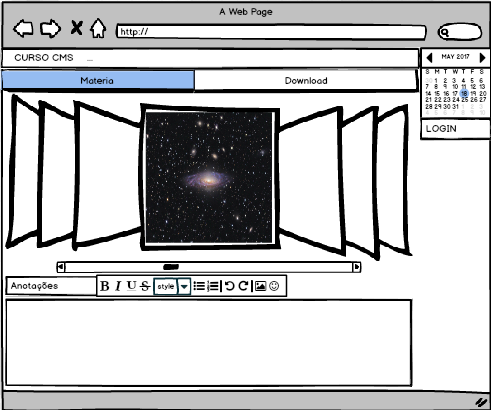 A Web Page
http://
CURSO CMS ...
MAY 2017
S M T W T F S
30 1 2 3 4 5 6
7 8 9 10 11 12 13
14 15 16 17 18 19 20
21 22 23 24 25 26 27
28 29 30 31
Materia Download
LOGIN
Anotações
B I U S style